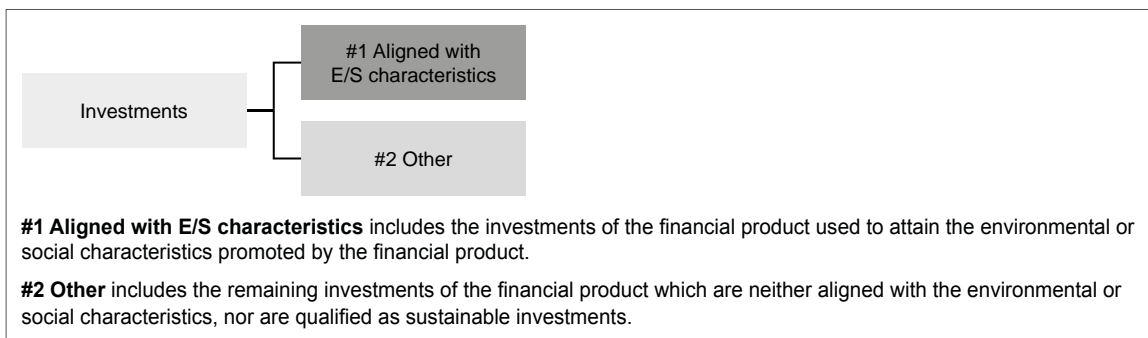 #1 Aligned with
E/S characteristics
Investments
#2 Other
#1 Aligned with E/S characteristics includes the investments of the financial product used to attain the environmental or
social characteristics promoted by the financial product.
#2 Other includes the remaining investments of the financial product which are neither aligned with the environmental or
social characteristics, nor are qualified as sustainable investments.